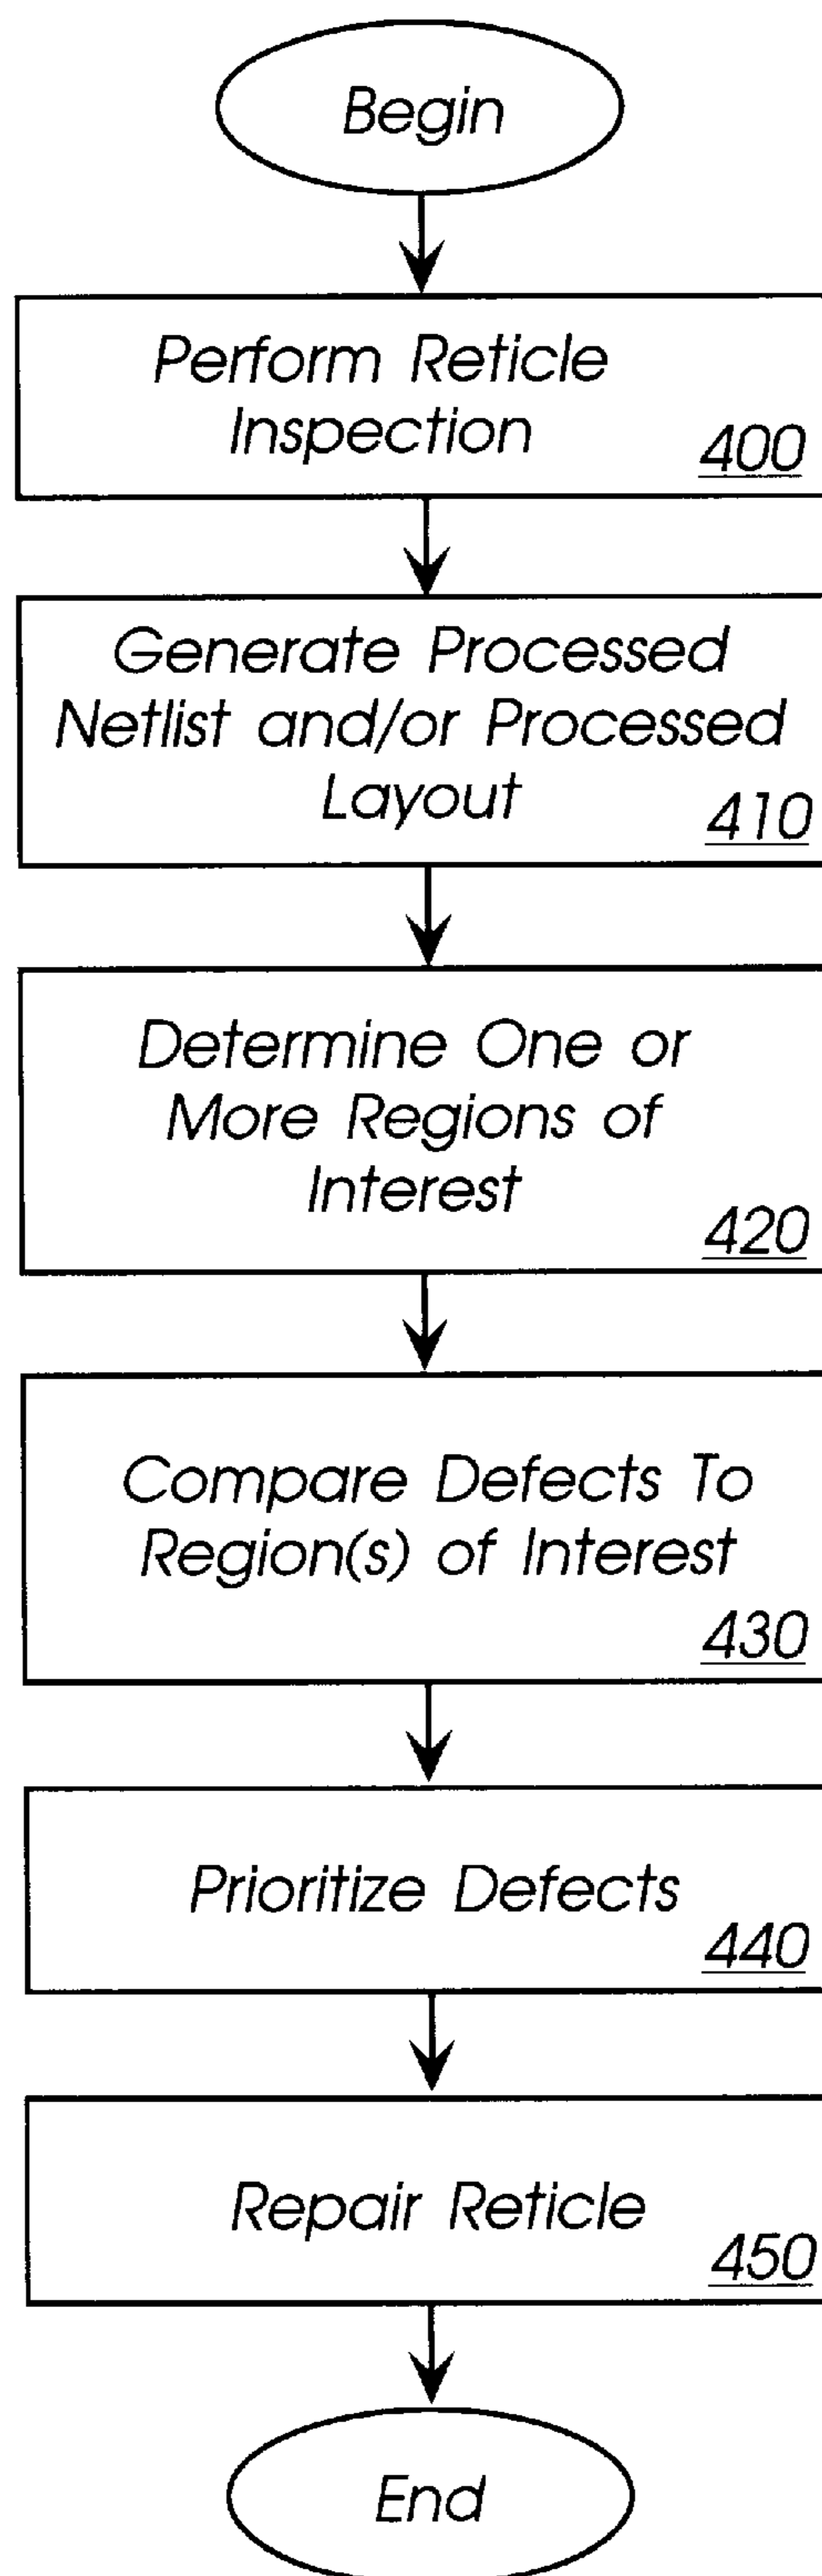 Begin
Perform Reticle
Inspection
400
Generate Processed
Netlist and/or Processed
Layout
410
Determine One or
More Regions of
Interest
420
Compare Defects To
Region(s) of Interest
430
Prioritize Defects
440
Repair Reticle
450
End